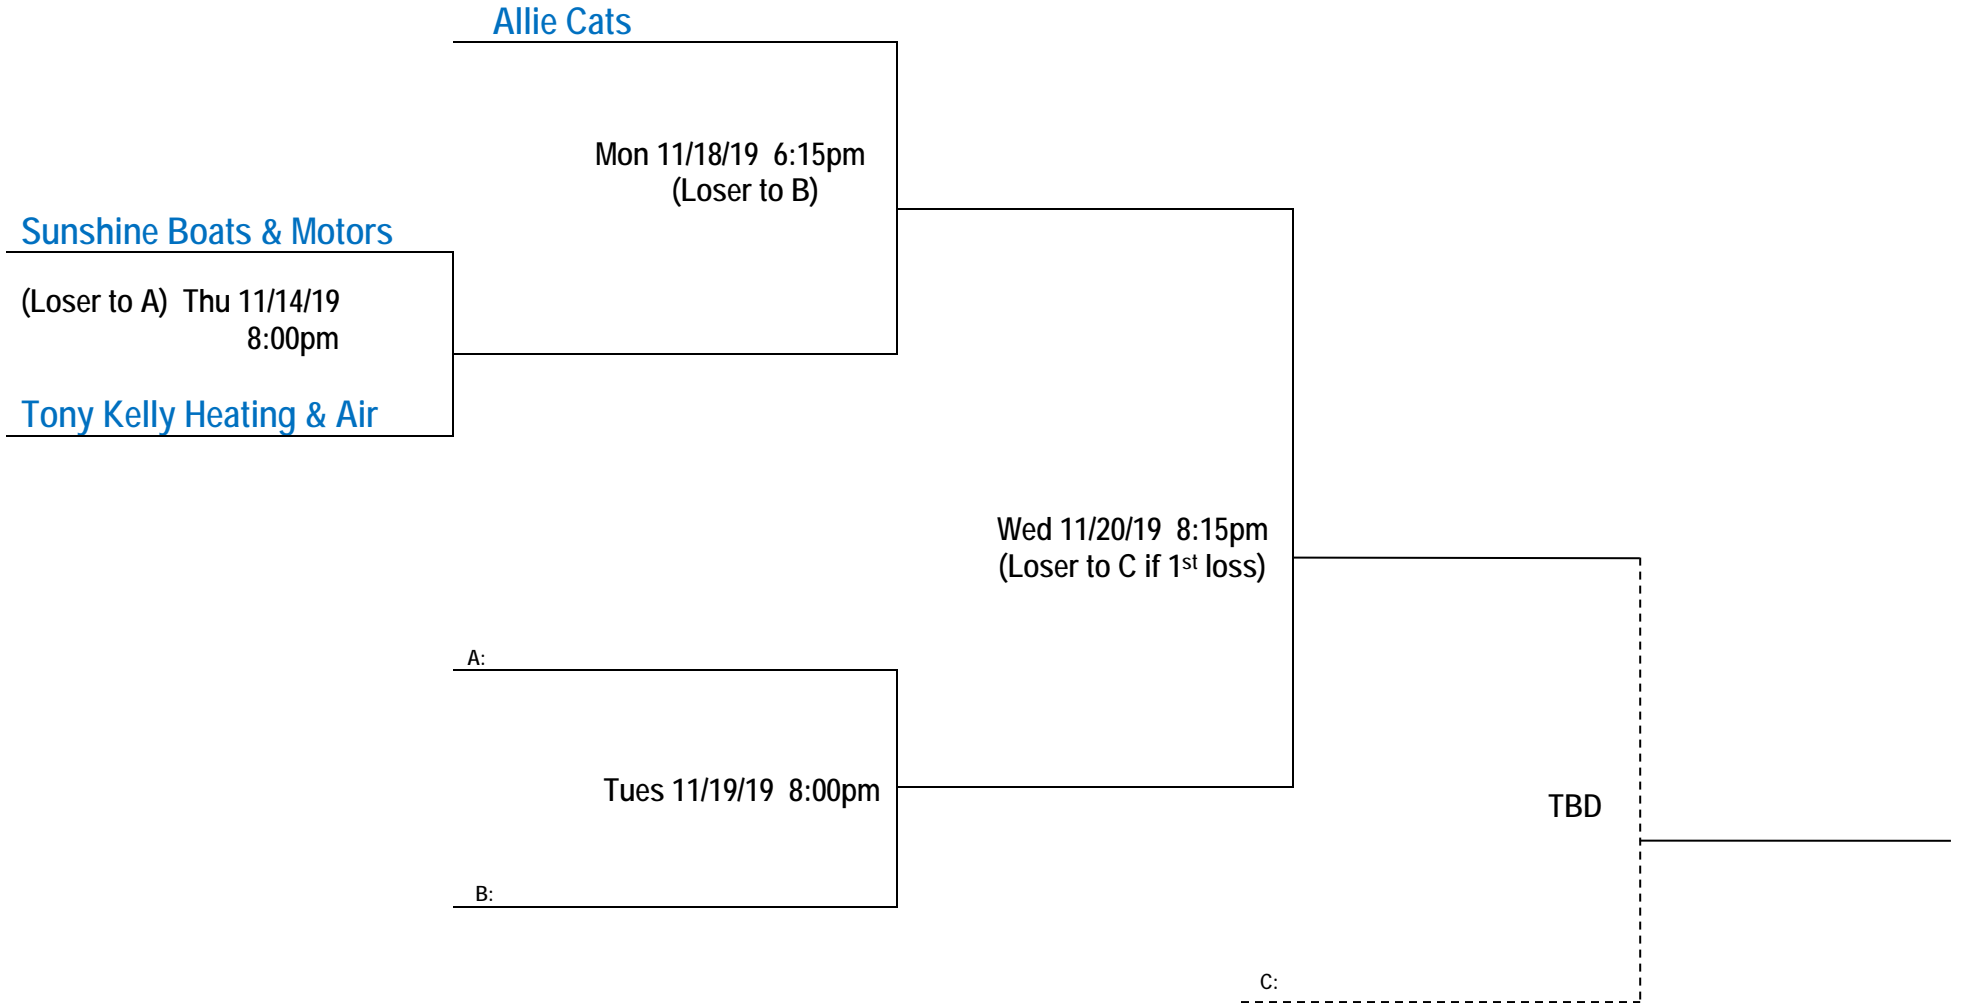 Allie Cats
Mon 11/18/19 6:15pm
(Loser to B)
Sunshine Boats & Motors
(Loser to A) Thu 11/14/19
8:00pm
Tony Kelly Heating & Air
Wed 11/20/19 8:15pm
(Loser to C if 1st loss)
A:
Tues 11/19/19 8:00pm
TBD
B:
C: